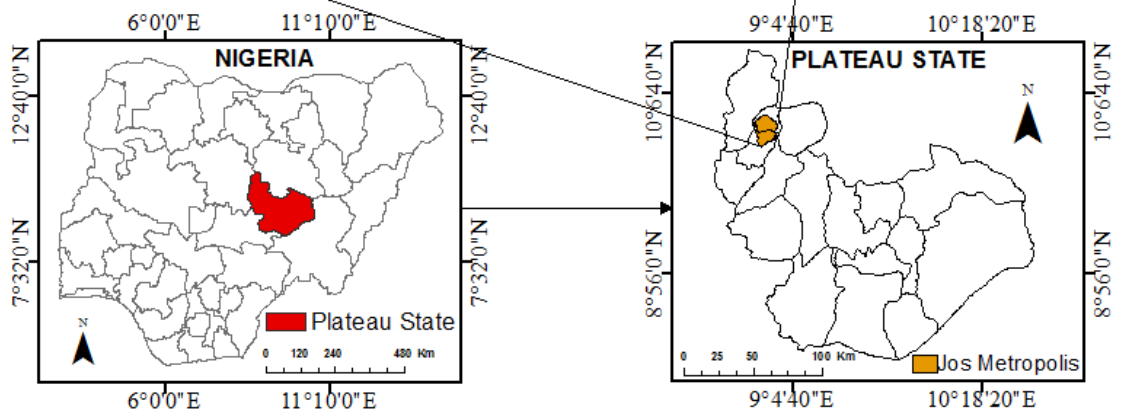 6°0'0"E 11°10'0"E
NIGERIA
12°40'0"N
12°40'0"N
7°32'0"N
7°32'0"N
Plateau State
N
0 120 240 480 Km
6°0'0"E 11°10'0"E
9°4'40"E 10°18'20"E
PLATEAU STATE
10°6'40"N
10°6'40"N
N
8°56'0"N
8°56'0"N
0 25 50 100 Km
Jos Metropolis
9°4'40"E 10°18'20"E